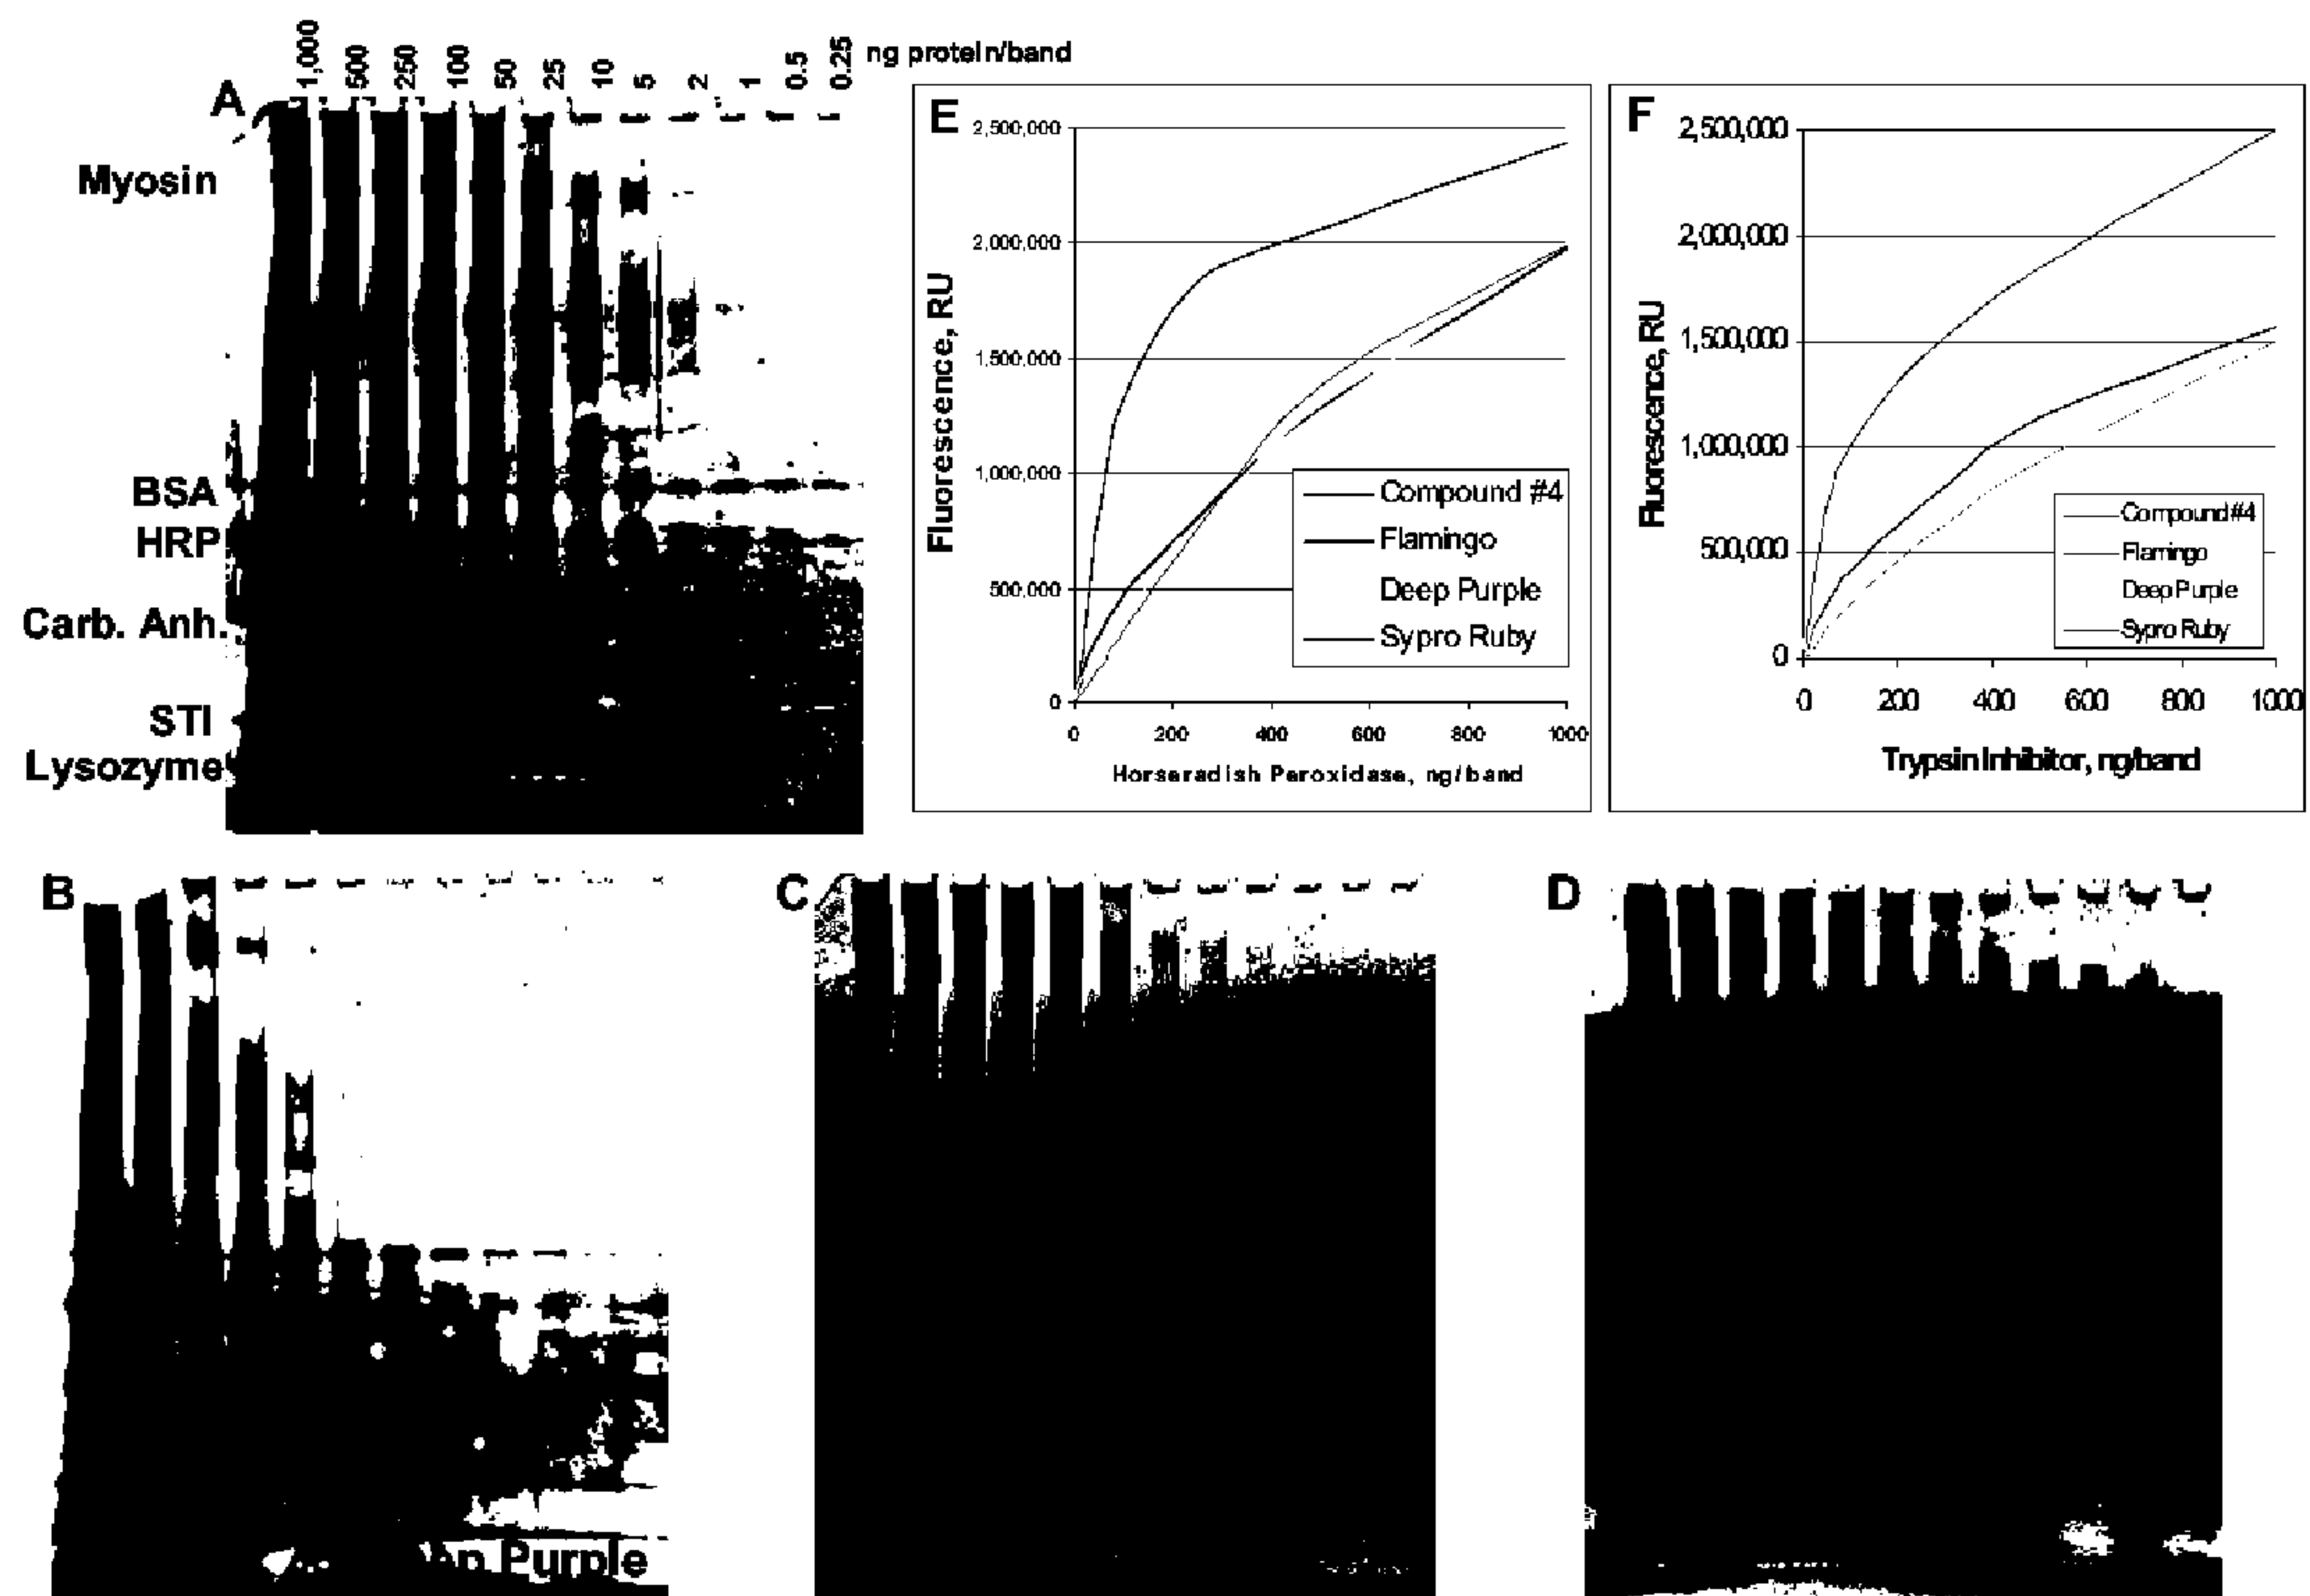 1,000 500 250 100 50 25 10 5 2 1 0.5 0.25 ng protein/band
A
Myosin
BSA
HRP
Carb. Anh.
STI
Lysozyme
E
2,500,000
2,000,000
1,500,000
1,000,000
500,000
0
Fluorescence, RU
Compound #4
Flamingo
Deep Purple
Sypro Ruby
0 200 400 600 800 1000
Horseradish Peroxidase, ng/band
F
2,500,000
2,000,000
1,500,000
1,000,000
500,000
0
Fluorescence, RU
Compound #4
Flamingo
Deep Purple
Sypro Ruby
0 200 400 600 800 1000
Trypsin Inhibitor, ng/band
B
Purple
C
D